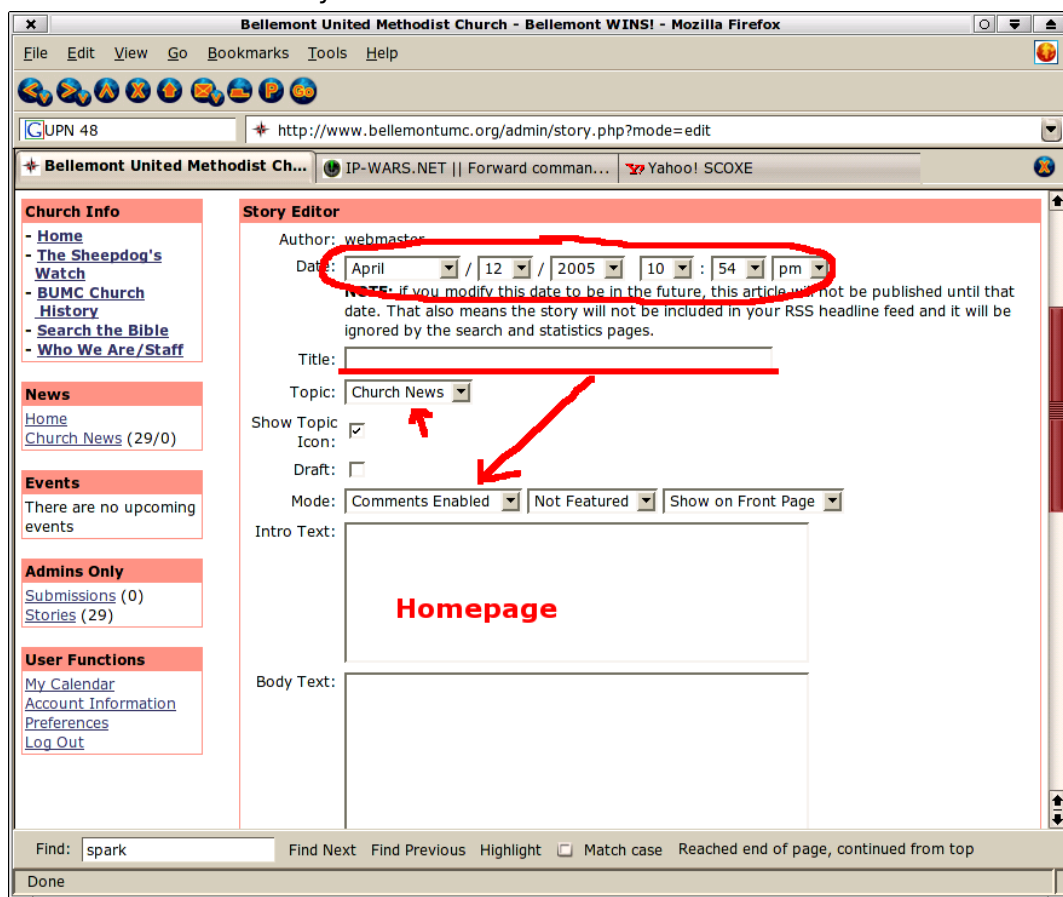 Bellemont United Methodist Church - Bellemont WINS! - Mozilla Firefox
File Edit View Go Bookmarks Tools Help
P Go
G UPN 48 http://www.bellemontumc.org/admin/story.php?mode=edit
Bellemont United Methodist Ch... IP-WARS.NET || Forward comman... Yahoo! SCOXE
Church Info
- Home
- The Sheepdog's
Watch
- BUMC Church
History
- Search the Bible
- Who We Are/Staff
News
Home
Church News (29/0)
Events
There are no upcoming
events
Admins Only
Submissions (0)
Stories (29)
User Functions
My Calendar
Account Information
Preferences
Log Out
Story Editor
Author: webmaster
Date: April / 12 / 2005 10 : 54 pm
NOTE: if you modify this date to be in the future, this article will not be published until that
date. That also means the story will not be included in your RSS headline feed and it will be
ignored by the search and statistics pages.
Title:
Topic: Church News
Show Topic
Icon:
Draft:
Mode: Comments Enabled Not Featured Show on Front Page
Intro Text:
Homepage
Body Text:
Find: spark Find Next Find Previous Highlight Match case Reached end of page, continued from top
Done